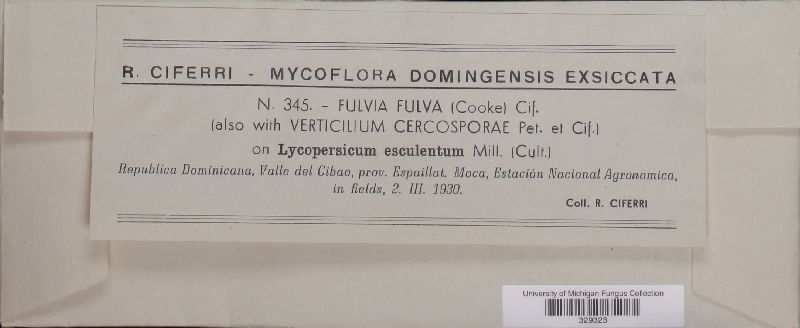 R. CIFERRI - MYCOFLORA DOMINGENSIS EXSICCATA
N. 345. - FULVIA FULVA (Cooke) Cif.
(also with VERTICILIUM CERCOSPORAE Pet. et Cif.)
on Lycopersicum esculentum Mill. (Cult.)
Republica Dominicana, Valle del Cibao, prov. Espaillat. Moca, Estación Nacional Agronomica,
in fields, 2. III. 1930.
Coll. R. CIFERRI
University of Michigan Fungus Collection
329323